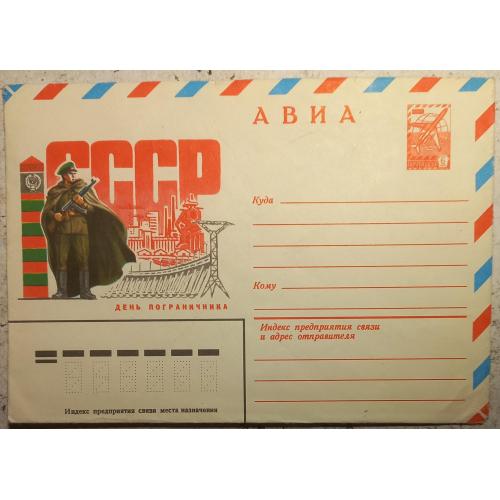 АВИА
СССР
ДЕНЬ ПОГРАНИЧНИКА
Куда
Кому
Индекс предприятия связи
и адрес отправителя
Индекс предприятия связи места назначения